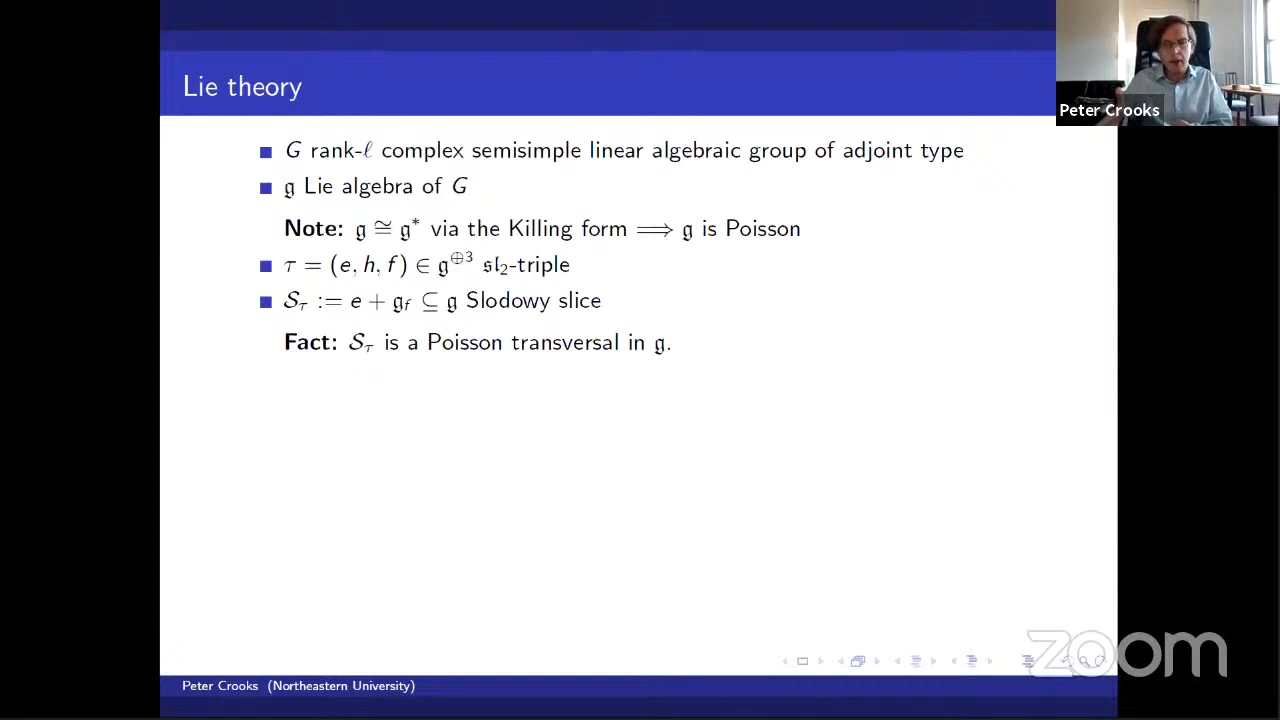 Lie theory
Peter Crooks
G rank-ℓ complex semisimple linear algebraic group of adjoint type
𝔤 Lie algebra of G
Note: 𝔤 ≅ 𝔤* via the Killing form ⟹ 𝔤 is Poisson
τ = (e, h, f) ∈ 𝔤^{⊕3} 𝔰𝔩₂-triple
𝒮_τ := e + 𝔤_f ⊆ 𝔤 Slodowy slice
Fact: 𝒮_τ is a Poisson transversal in 𝔤.
zoom
Peter Crooks (Northeastern University)